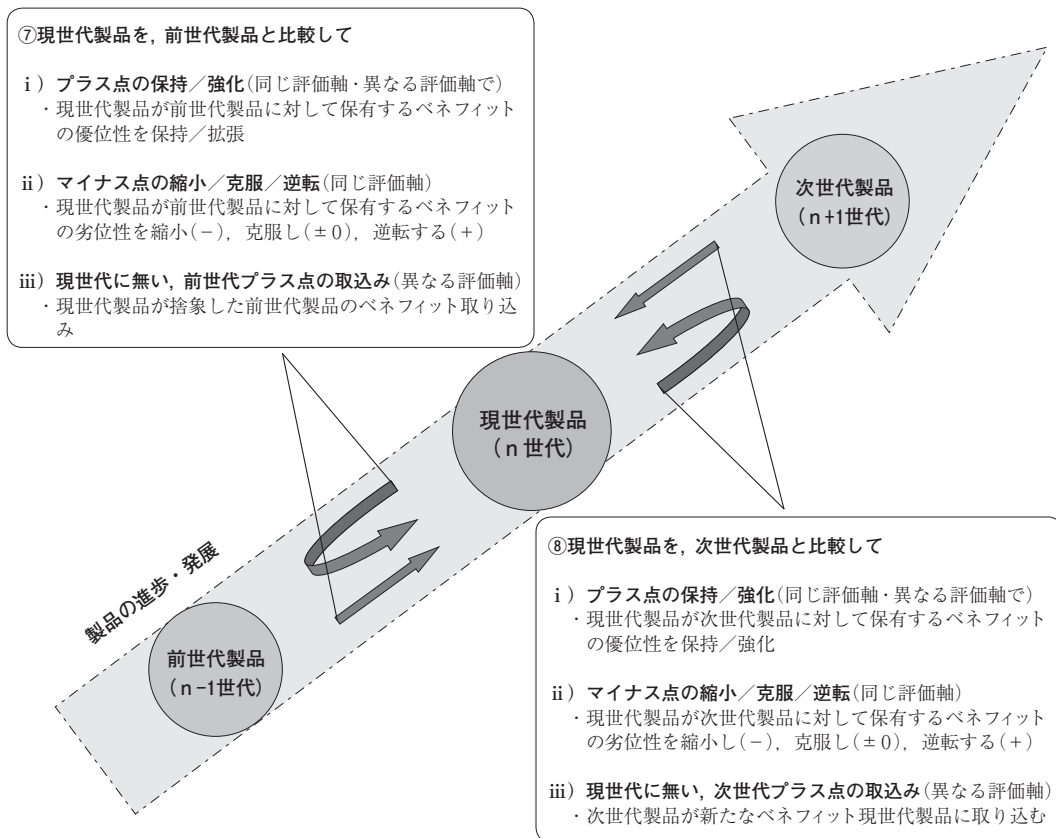 ⑦現世代製品を，前世代製品と比較して
ⅰ）プラス点の保持／強化（同じ評価軸・異なる評価軸で）
・現世代製品が前世代製品に対して保有するベネフィット
の優位性を保持／拡張
ⅱ）マイナス点の縮小／克服／逆転（同じ評価軸）
・現世代製品が前世代製品に対して保有するベネフィット
の劣位性を縮小（－），克服し（±0），逆転する（＋）
ⅲ）現世代に無い，前世代プラス点の取込み（異なる評価軸）
・現世代製品が捨象した前世代製品のベネフィット取り込
み
次世代製品
（n+1世代）
現世代製品
（n 世代）
製品の進歩・発展
前世代製品
（n-1世代）
⑧現世代製品を，次世代製品と比較して
ⅰ）プラス点の保持／強化（同じ評価軸・異なる評価軸で）
・現世代製品が次世代製品に対して保有するベネフィット
の優位性を保持／強化
ⅱ）マイナス点の縮小／克服／逆転（同じ評価軸）
・現世代製品が次世代製品に対して保有するベネフィット
の劣位性を縮小し（－），克服し（±0），逆転する（＋）
ⅲ）現世代に無い，次世代プラス点の取込み（異なる評価軸）
・次世代製品が新たなベネフィット現世代製品に取り込む